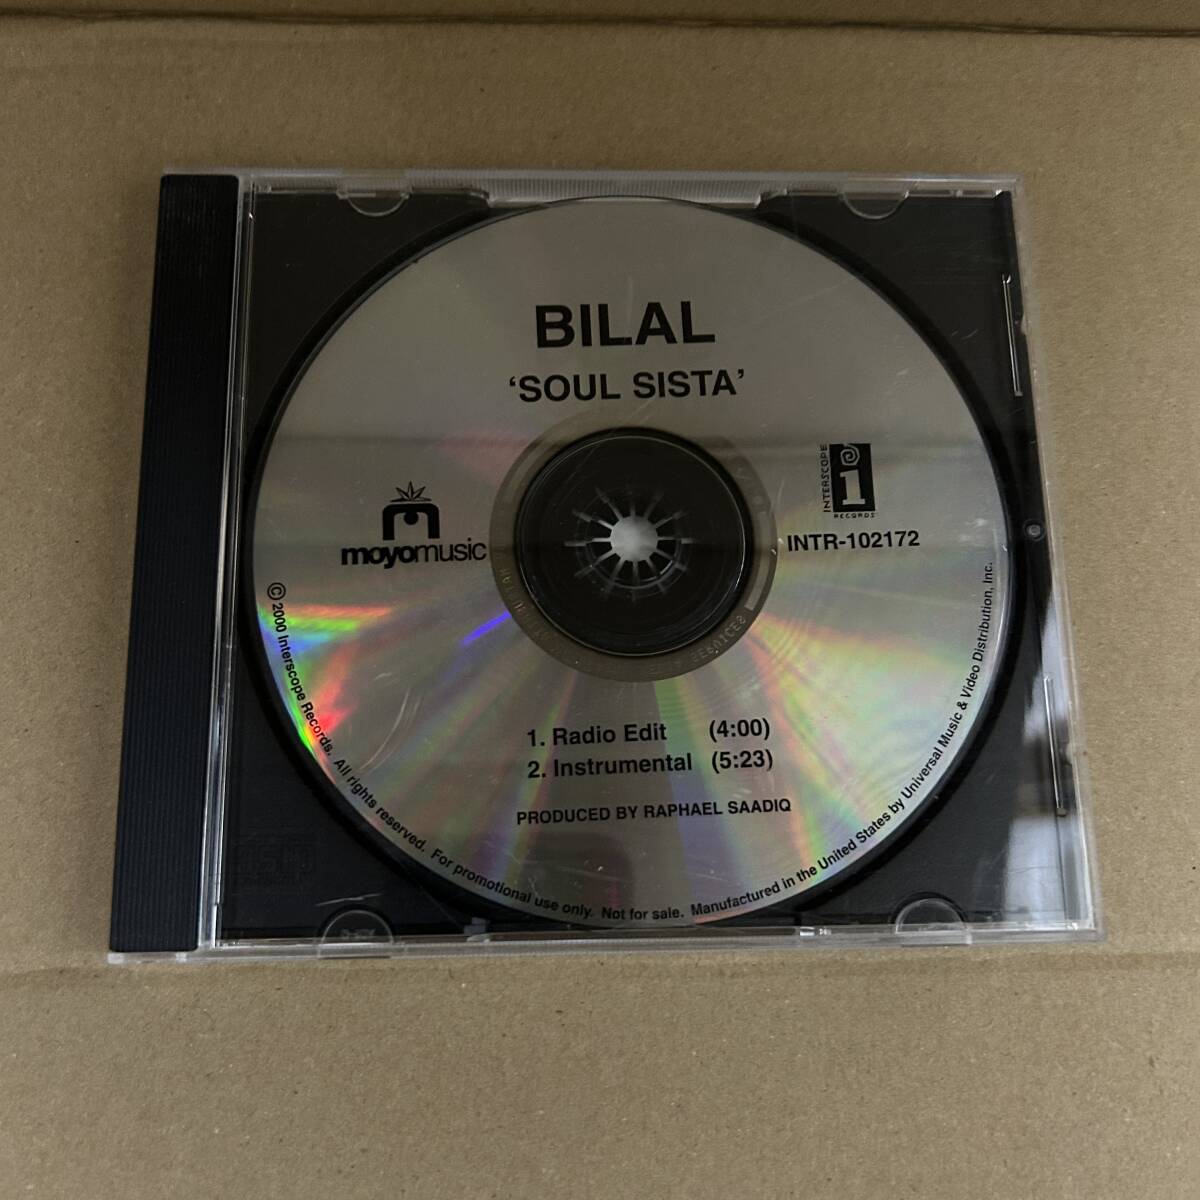 BILAL
‘SOUL SISTA’
moyomusic
INTERSCOPE
i
RECORDS
INTR-102172
1. Radio Edit (4:00)
2. Instrumental (5:23)
PRODUCED BY RAPHAEL SAADIQ
© 2000 Interscope Records. All rights reserved. For promotional use only. Not for sale. Manufactured in the United States by Universal Music & Video Distribution, Inc.
SERVICES